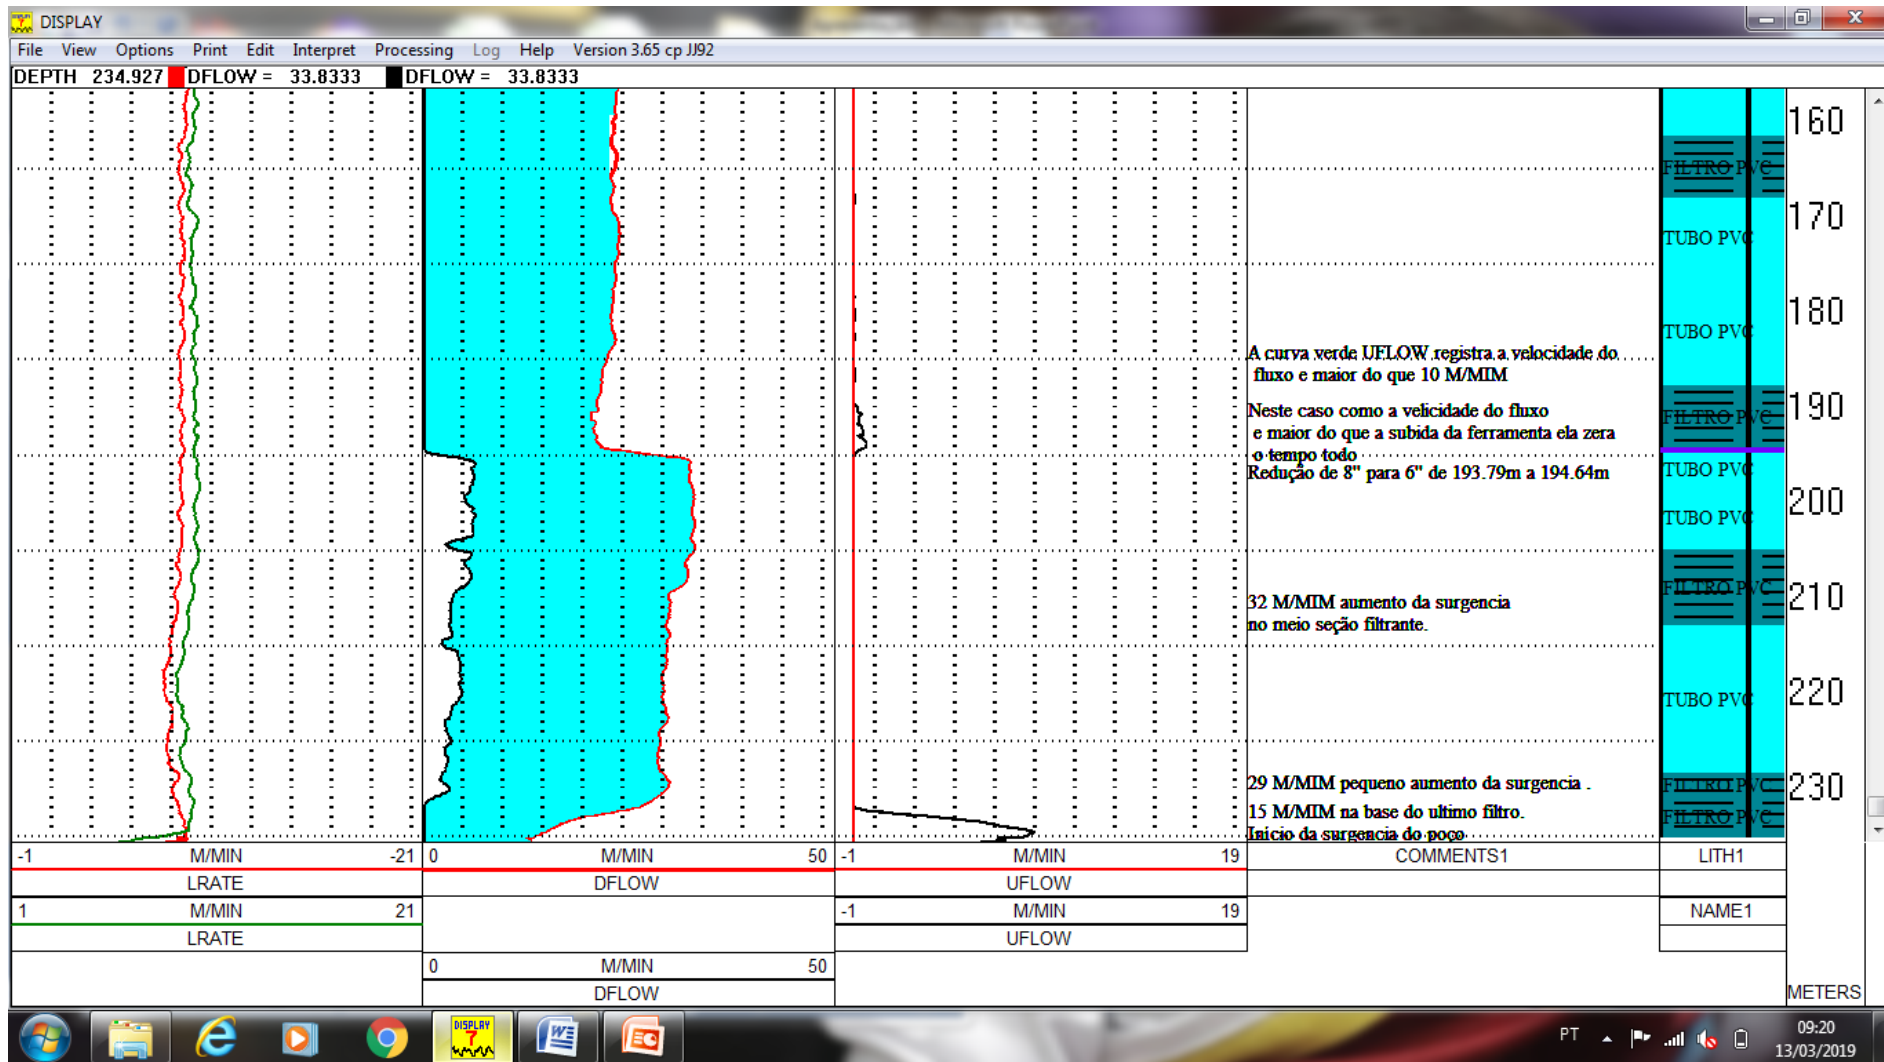 DISPLAY
File View Options Print Edit Interpret Processing Log Help Version 3.65 cp JJ92
DEPTH 234.927 DFLOW = 33.8333 DFLOW = 33.8333
160
FILTRO PVC
170
TUBO PVC
180
TUBO PVC
A curva verde UFLOW registra a velocidade do
fluxo e maior do que 10 M/MIM
190
Neste caso como a velicidade do fluxo
FILTRO PVC
e maior do que a subida da ferramenta ela zera
o tempo todo
TUBO PVC
Redução de 8" para 6" de 193.79m a 194.64m
200
TUBO PVC
FILTRO PVC
210
32 M/MIM aumento da surgencia
no meio seção filtrante.
220
TUBO PVC
29 M/MIM pequeno aumento da surgencia .
FILTRO PVC
230
15 M/MIM na base do ultimo filtro.
FILTRO PVC
Inicio da surgencia do poço
-1 M/MIN -21 0 M/MIN 50 -1 M/MIN 19 COMMENTS1 LITH1
LRATE DFLOW UFLOW
1 M/MIN 21 -1 M/MIN 19 NAME1
LRATE UFLOW
0 M/MIN 50
DFLOW METERS
DISPLAY
7
PT 09:20
13/03/2019